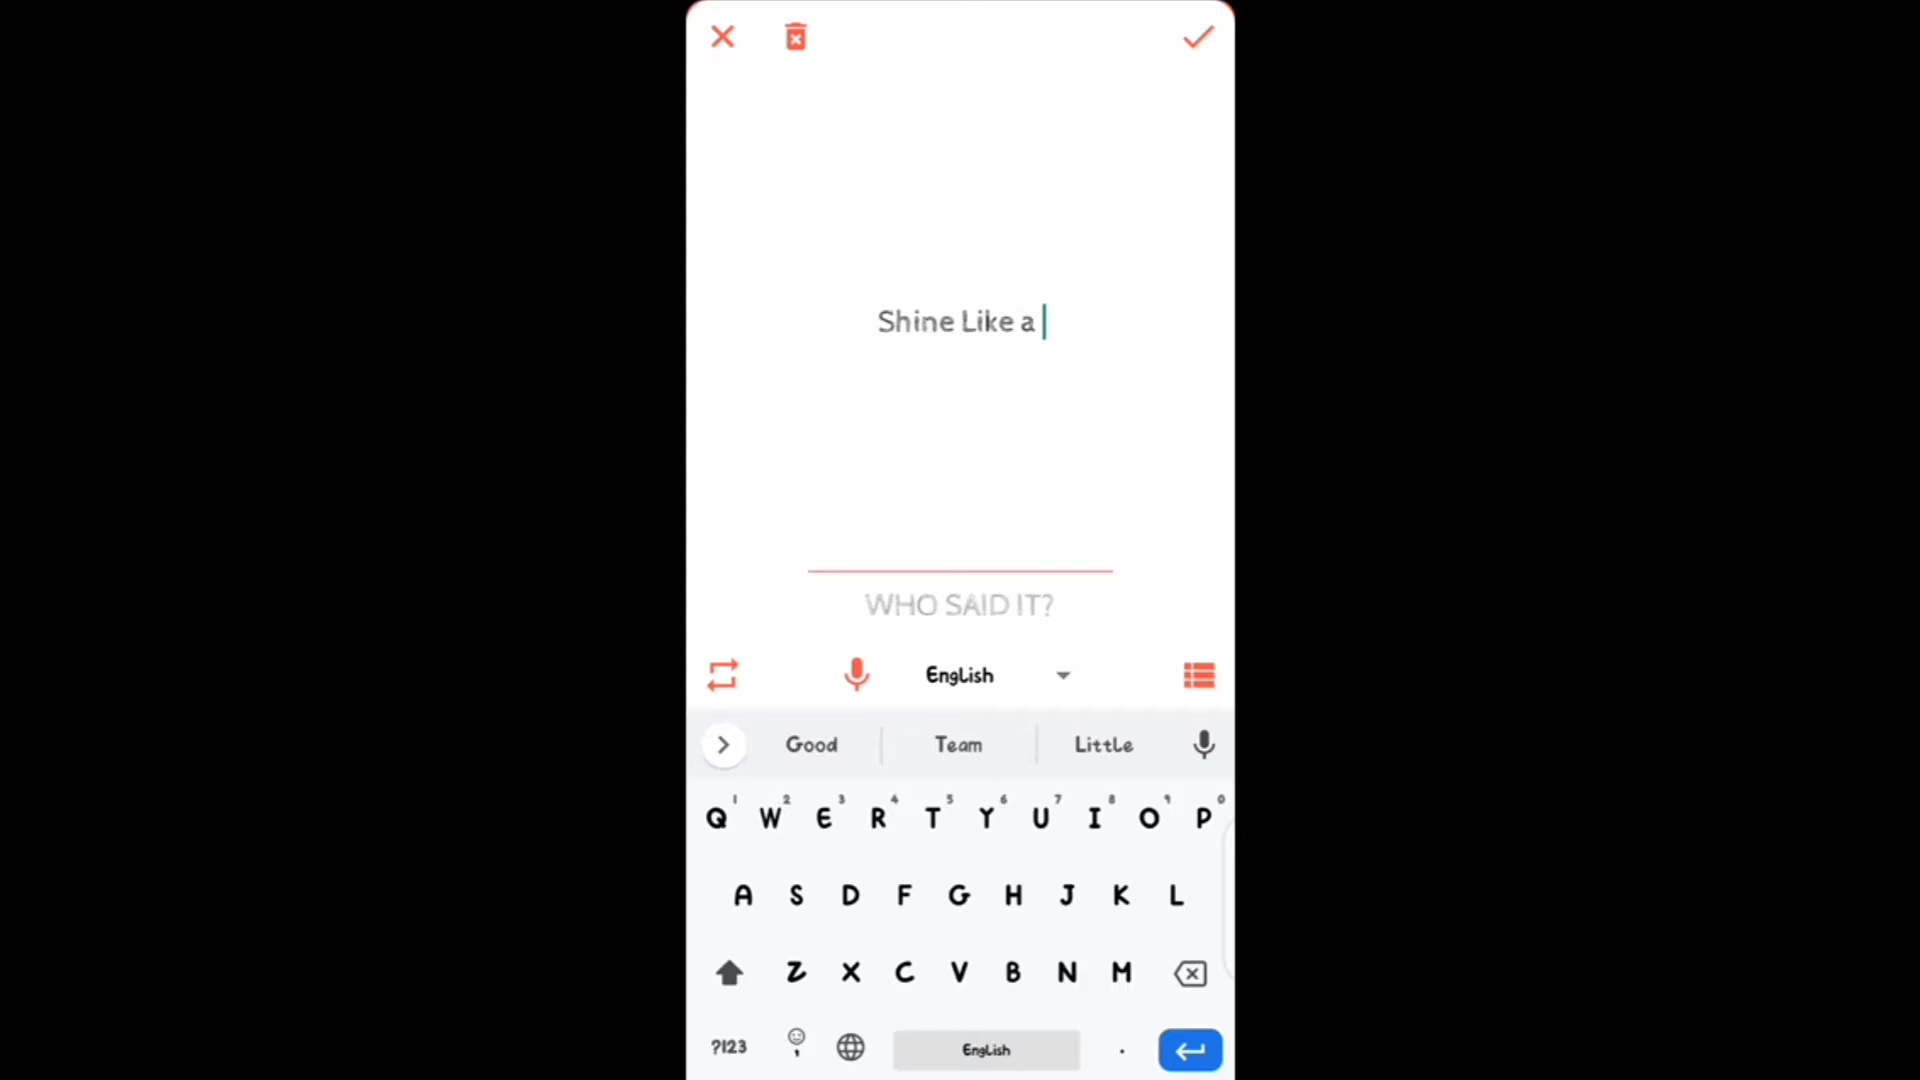 Shine Like a
WHO SAID IT?
English
Good Team Little
Q 1 W 2 E 3 R 4 T 5 Y 6 U 7 I 8 O 9 P 0
A S D F G H J K L
Z X C V B N M
?123 , English .